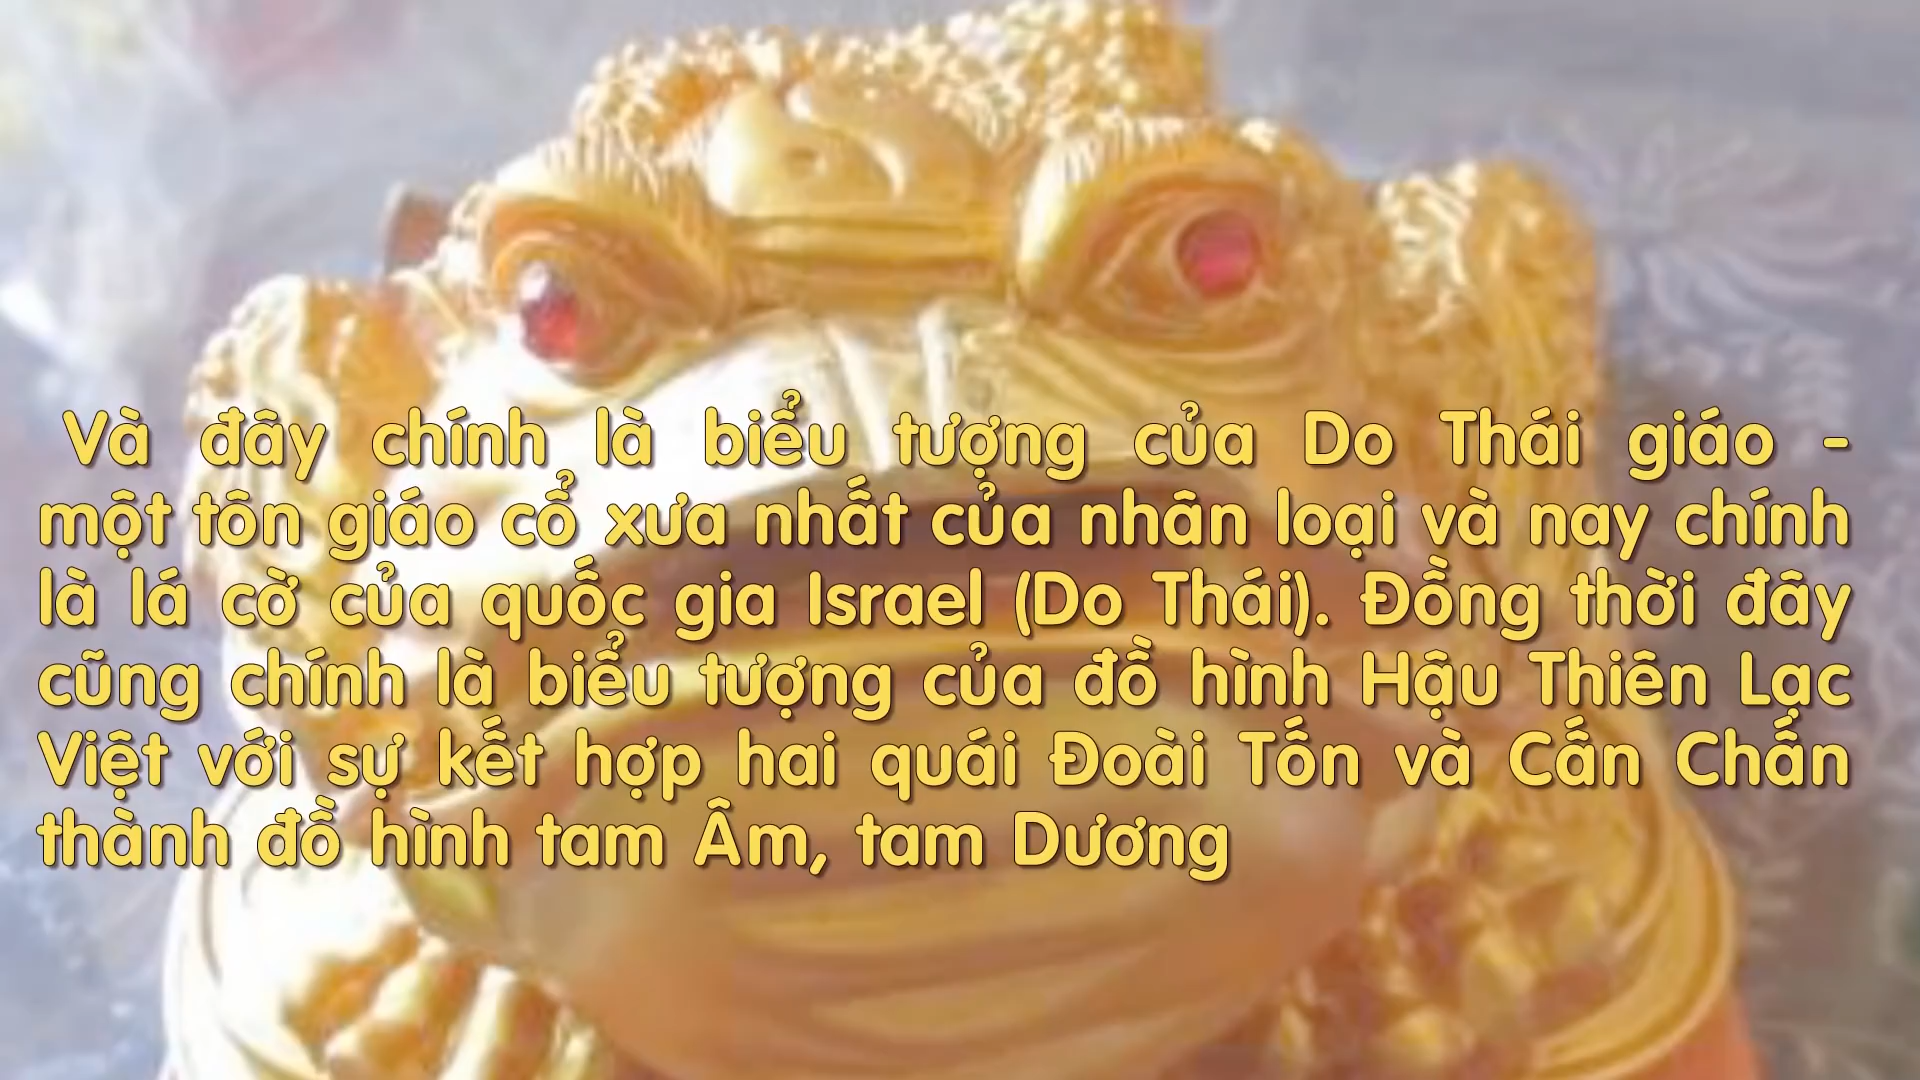 Và đây chính là biểu tượng của Do Thái giáo -
một tôn giáo cổ xưa nhất của nhân loại và nay chính
là lá cờ của quốc gia Israel (Do Thái). Đồng thời đây
cũng chính là biểu tượng của đồ hình Hậu Thiên Lạc
Việt với sự kết hợp hai quái Đoài Tốn và Cấn Chấn
thành đồ hình tam Âm, tam Dương